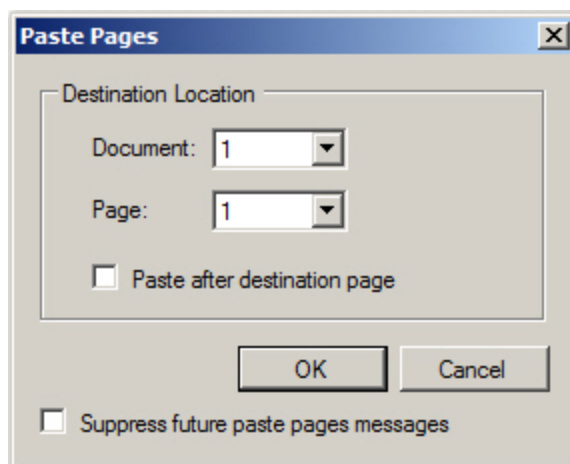 Paste Pages
Destination Location
Document: 1
Page: 1
Paste after destination page
OK Cancel
Suppress future paste pages messages